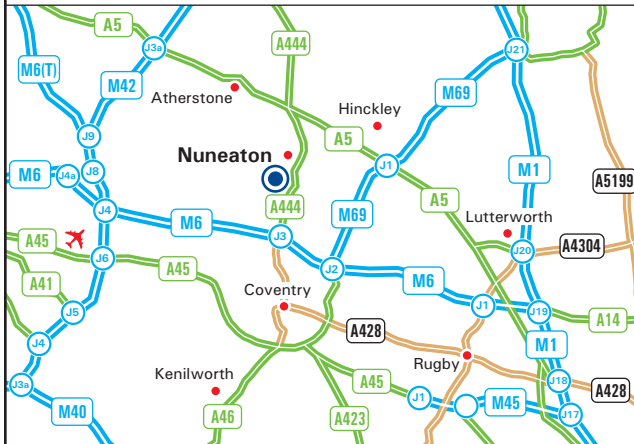 A5
J3a
A444
J21
M6(T)
M42
M69
Atherstone
Hinckley
J9
A5
Nuneaton
J1
M1
M6
J4a
J8
A5199
A5
J4
M6
A444
M69
Lutterworth
J3
A45
J20
A4304
J6
A45
J2
A41
M6
Coventry
J1
J19
J5
A14
A428
J4
M1
Rugby
J3a
Kenilworth
A45
J18
J1
A428
M40
A46
A423
M45
J17